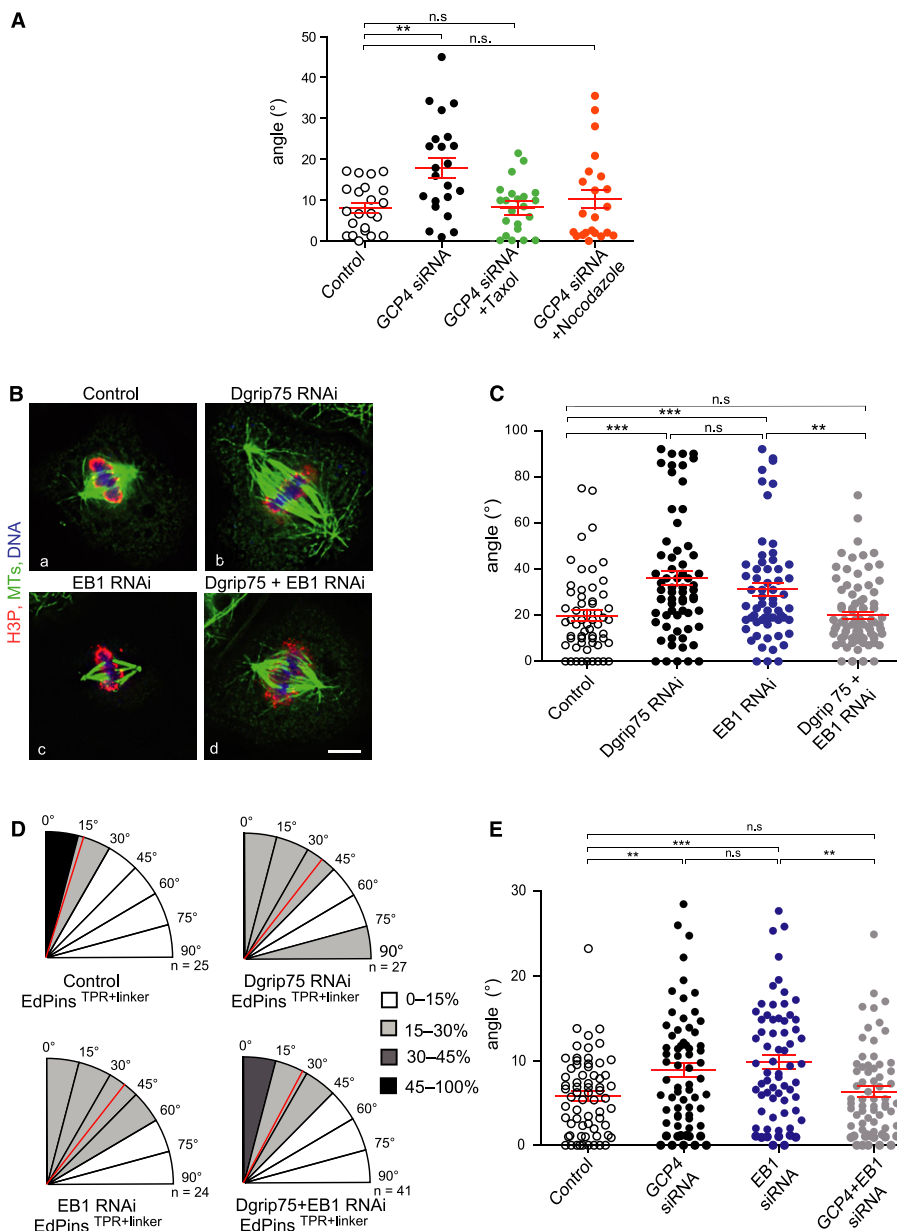 A
n.s
**
n.s.
angle (°)
50
40
30
20
10
0
Control
GCP4 siRNA
GCP4 siRNA
+Taxol
GCP4 siRNA
+Nocodazole
B
Control
Dgrip75 RNAi
a
b
EB1 RNAi
Dgrip75 + EB1 RNAi
c
d
H3P, MTs, DNA
C
n.s
***
***
n.s
**
angle (°)
100
80
60
40
20
0
Control
Dgrip75 RNAi
EB1 RNAi
Dgrip 75 +
EB1 RNAi
D
0°
15°
30°
45°
60°
75°
90°
n = 25
Control
EdPins TPR+linker
0°
15°
30°
45°
60°
75°
90°
n = 27
Dgrip75 RNAi
EdPins TPR+linker
0–15%
15–30%
30–45%
45–100%
0°
15°
30°
45°
60°
75°
90°
n = 24
EB1 RNAi
EdPins TPR+linker
0°
15°
30°
45°
60°
75°
90°
n = 41
Dgrip75+EB1 RNAi
EdPins TPR+linker
E
n.s
***
**
n.s
**
angle (°)
30
20
10
0
Control
GCP4
siRNA
EB1
siRNA
GCP4+EB1
siRNA